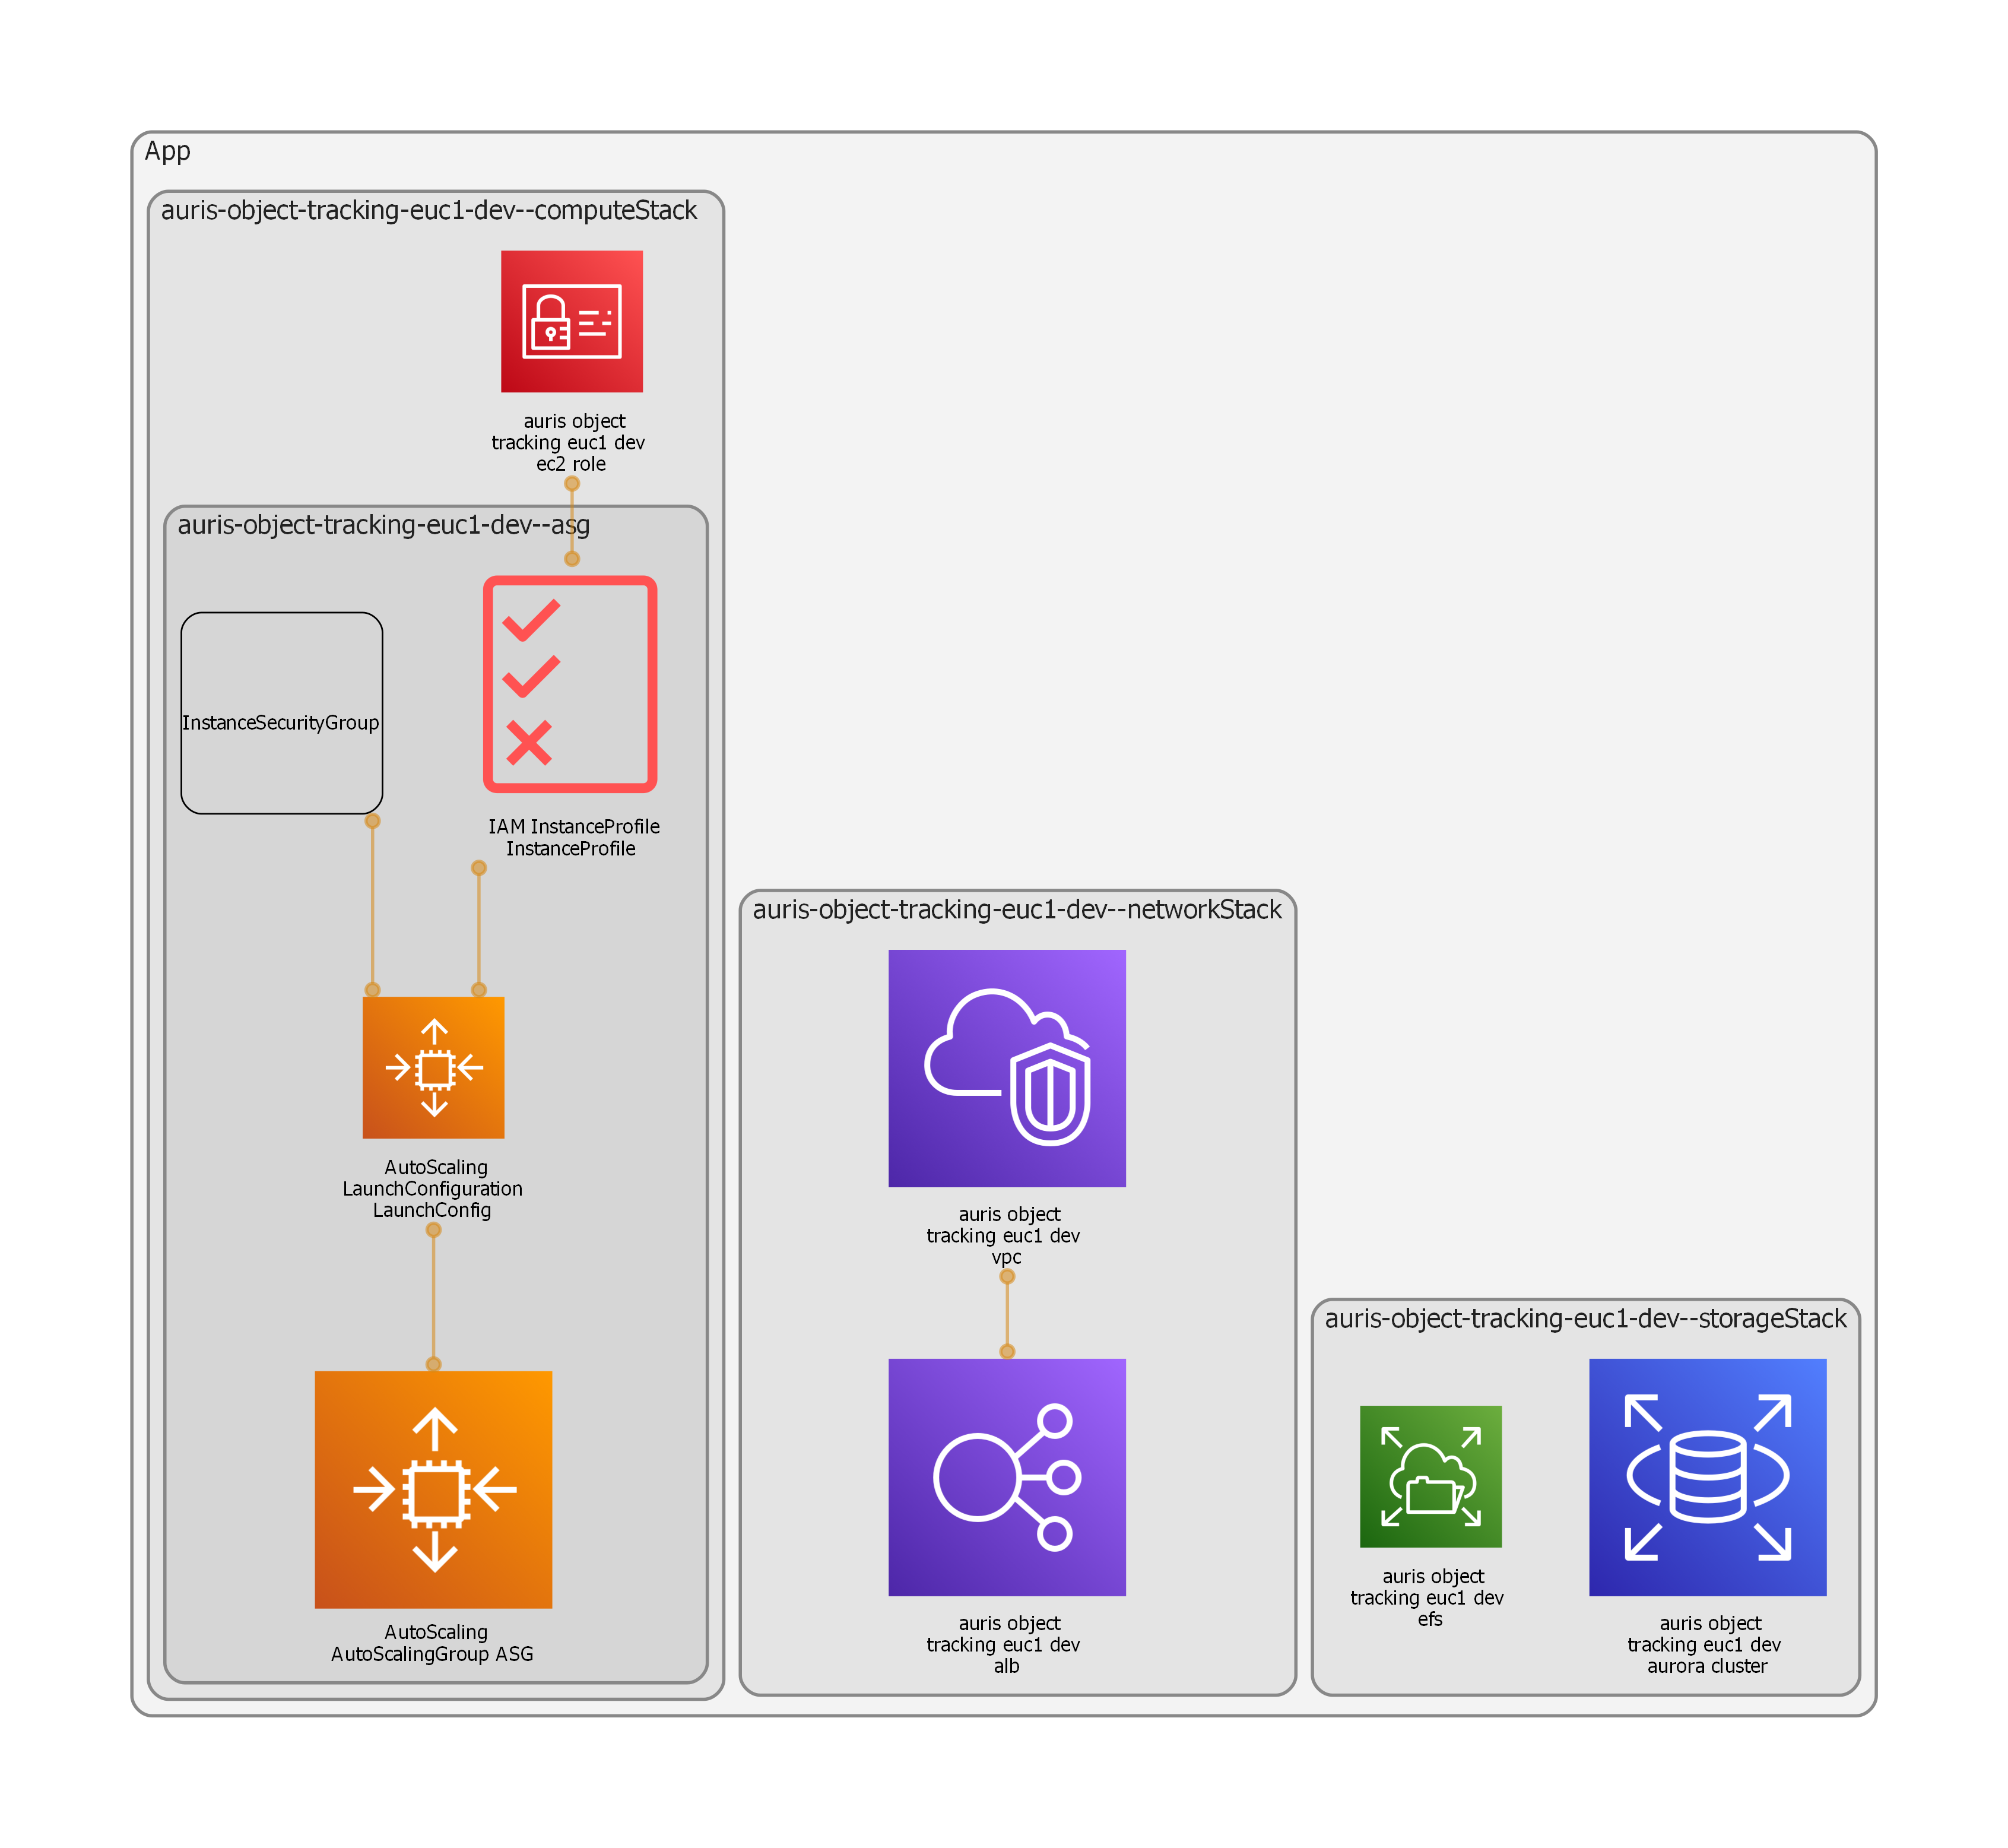 App
auris-object-tracking-euc1-dev--computeStack
auris object
tracking euc1 dev
ec2 role
auris-object-tracking-euc1-dev--asg
InstanceSecurityGroup
IAM InstanceProfile
InstanceProfile
AutoScaling
LaunchConfiguration
LaunchConfig
AutoScaling
AutoScalingGroup ASG
auris-object-tracking-euc1-dev--networkStack
auris object
tracking euc1 dev
vpc
auris object
tracking euc1 dev
alb
auris-object-tracking-euc1-dev--storageStack
auris object
tracking euc1 dev
efs
auris object
tracking euc1 dev
aurora cluster